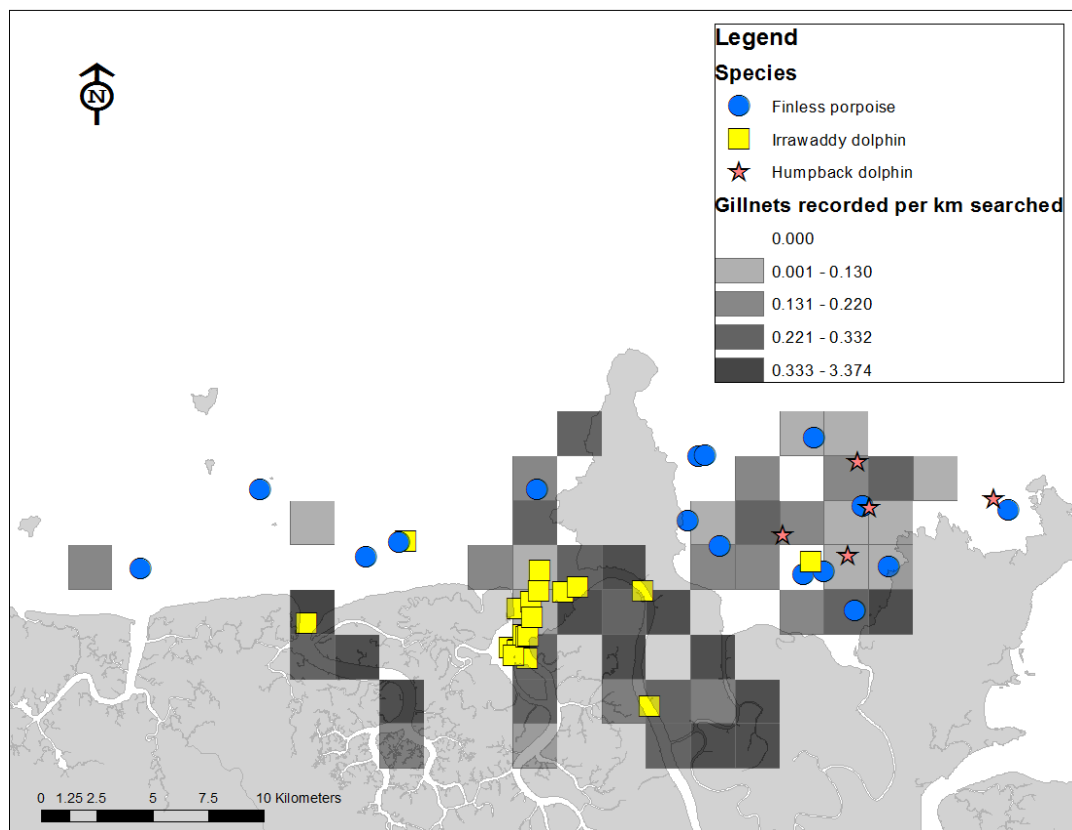 N
Legend
Species
Finless porpoise
Irrawaddy dolphin
Humpback dolphin
Gillnets recorded per km searched
0.000
0.001 - 0.130
0.131 - 0.220
0.221 - 0.332
0.333 - 3.374
0 1.25 2.5 5 7.5 10 Kilometers